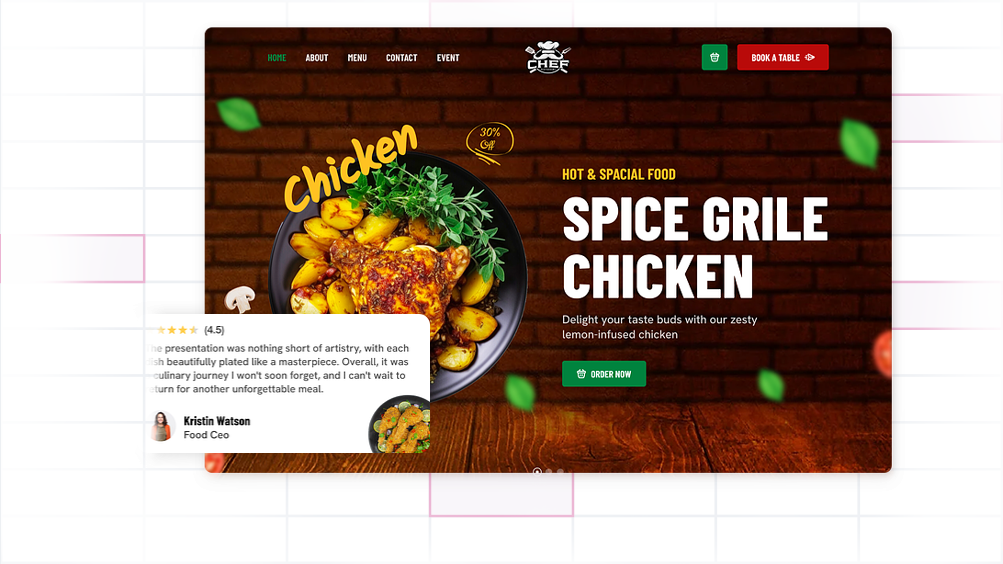 HOME ABOUT MENU CONTACT EVENT
CHEF
BOOK A TABLE
Chicken
30%
Off
HOT & SPACIAL FOOD
SPICE GRILE
CHICKEN
Delight your taste buds with our zesty
lemon-infused chicken
ORDER NOW
(4.5)
he presentation was nothing short of artistry, with each
ish beautifully plated like a masterpiece. Overall, it was
culinary journey I won't soon forget, and I can't wait to
eturn for another unforgettable meal.
Kristin Watson
Food Ceo